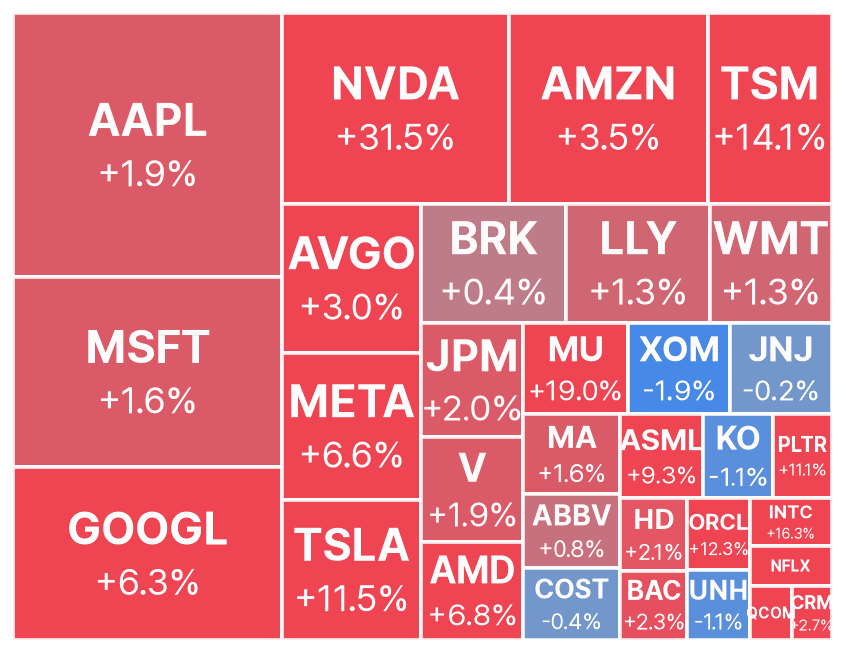 AAPL
+1.9%
MSFT
+1.6%
GOOGL
+6.3%
NVDA
+31.5%
AMZN
+3.5%
TSM
+14.1%
AVGO
+3.0%
META
+6.6%
TSLA
+11.5%
BRK
+0.4%
LLY
+1.3%
WMT
+1.3%
JPM
+2.0%
V
+1.9%
AMD
+6.8%
MU
+19.0%
XOM
-1.9%
JNJ
-0.2%
MA
+1.6%
ABBV
+0.8%
COST
-0.4%
ASML
+9.3%
KO
-1.1%
PLTR
+11.1%
HD
+2.1%
BAC
+2.3%
ORCL
+12.3%
UNH
-1.1%
INTC
+16.3%
NFLX
QCOM
CRM
+2.7%